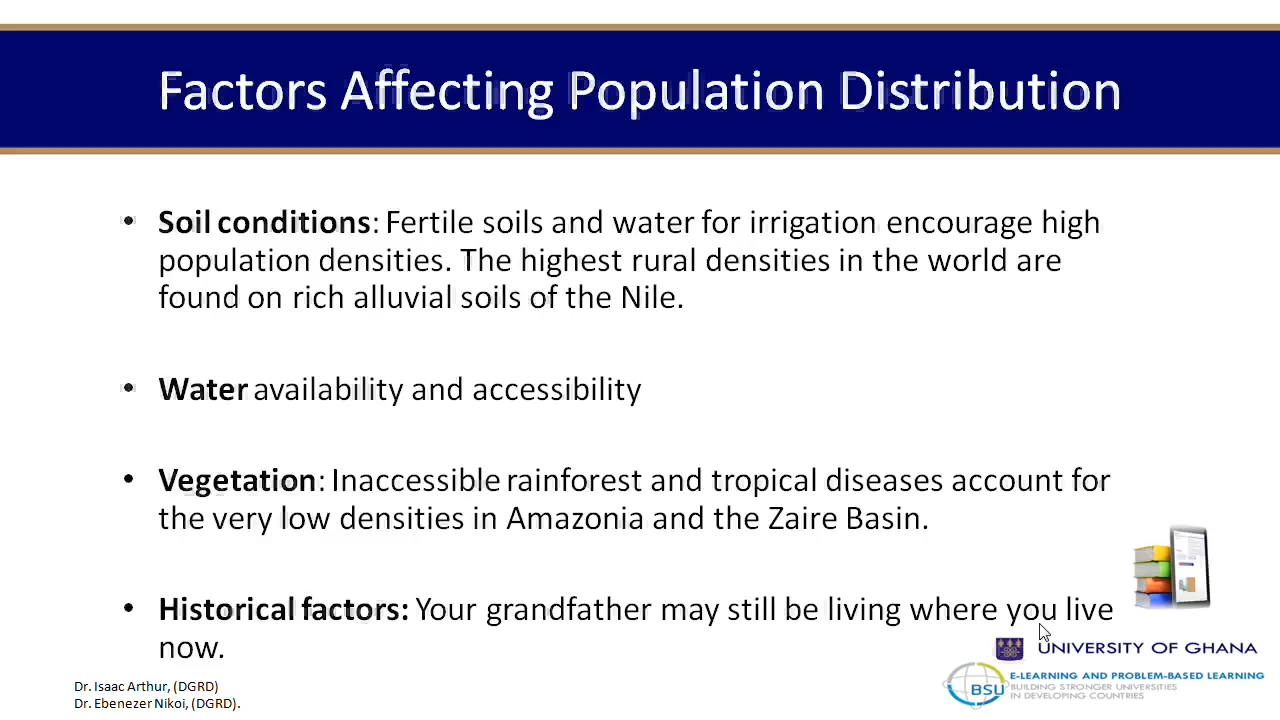 Factors Affecting Population Distribution
• Soil conditions: Fertile soils and water for irrigation encourage high
population densities. The highest rural densities in the world are
found on rich alluvial soils of the Nile.
• Water availability and accessibility
• Vegetation: Inaccessible rainforest and tropical diseases account for
the very low densities in Amazonia and the Zaire Basin.
• Historical factors: Your grandfather may still be living where you live
now.
UNIVERSITY OF GHANA
BSU
E-LEARNING AND PROBLEM-BASED LEARNING
BUILDING STRONGER UNIVERSITIES
IN DEVELOPING COUNTRIES
Dr. Isaac Arthur, (DGRD)
Dr. Ebenezer Nikoi, (DGRD).